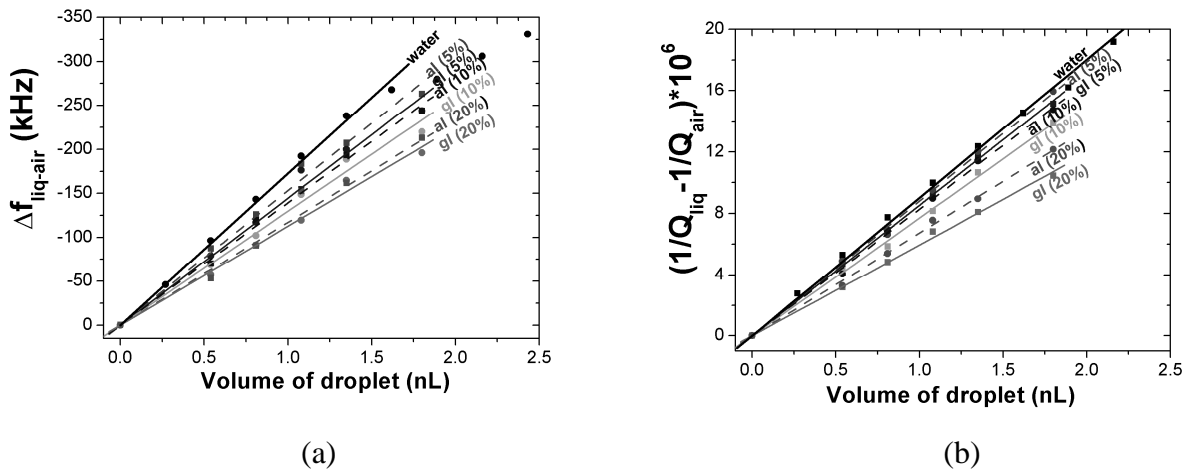 -350
-300
-250
-200
-150
-100
-50
0
Δf_liq-air (kHz)
water
al (5%)
gl (5%)
al (10%)
gl (10%)
al (20%)
gl (20%)
0.0 0.5 1.0 1.5 2.0 2.5
Volume of droplet (nL)
(a)
20
16
12
8
4
0
(1/Q_liq-1/Q_air)*10^6
water
al (5%)
gl (5%)
al (10%)
gl (10%)
al (20%)
gl (20%)
0.0 0.5 1.0 1.5 2.0 2.5
Volume of droplet (nL)
(b)